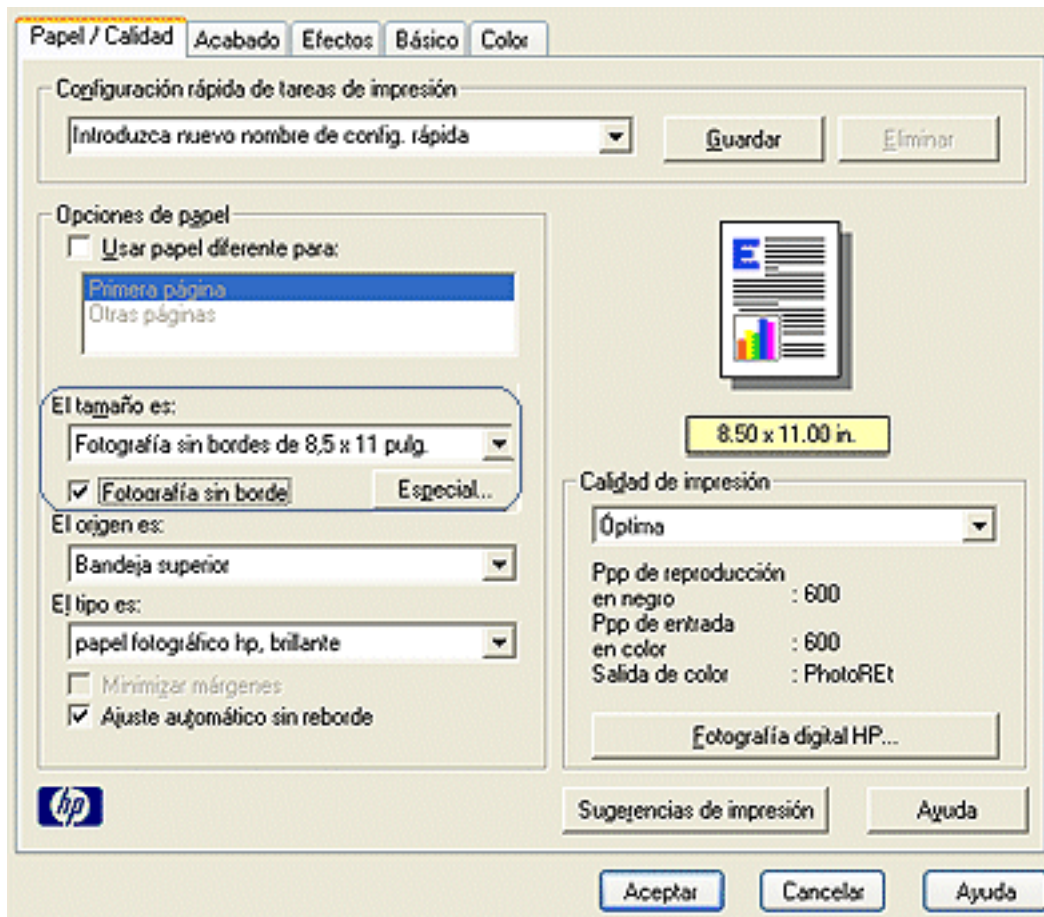 Papel / Calidad Acabado Efectos Básico Color
Configuración rápida de tareas de impresión
Introduzca nuevo nombre de config. rápida Guardar Eliminar
Opciones de papel
Usar papel diferente para:
Primera página
Otras páginas
E
El tamaño es:
Fotografía sin bordes de 8,5 x 11 pulg.
Fotografía sin borde Especial...
8.50 x 11.00 in.
El origen es:
Bandeja superior
El tipo es:
papel fotográfico hp, brillante
Minimizar márgenes
Ajuste automático sin reborde
Calidad de impresión
Óptima
Ppp de reproducción
en negro : 600
Ppp de entrada
en color : 600
Salida de color : PhotoREt
Fotografía digital HP...
hp
Sugerencias de impresión Ayuda
Aceptar Cancelar Ayuda